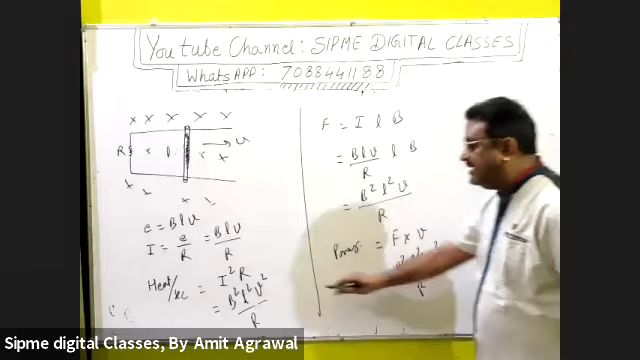 You tube Channel: SIPME DIGITAL CLASSES
WhatsAPP: 7088441188
x x x x x
R x l x x → v
x x x x
e = Blv
I = e/R = Blv/R
Heat/sec = I²R
= B²l²v²/R
F = I l B
= Blv/R l B
= B²l²v/R
Power = F x v
Sipme digital Classes, By Amit Agrawal